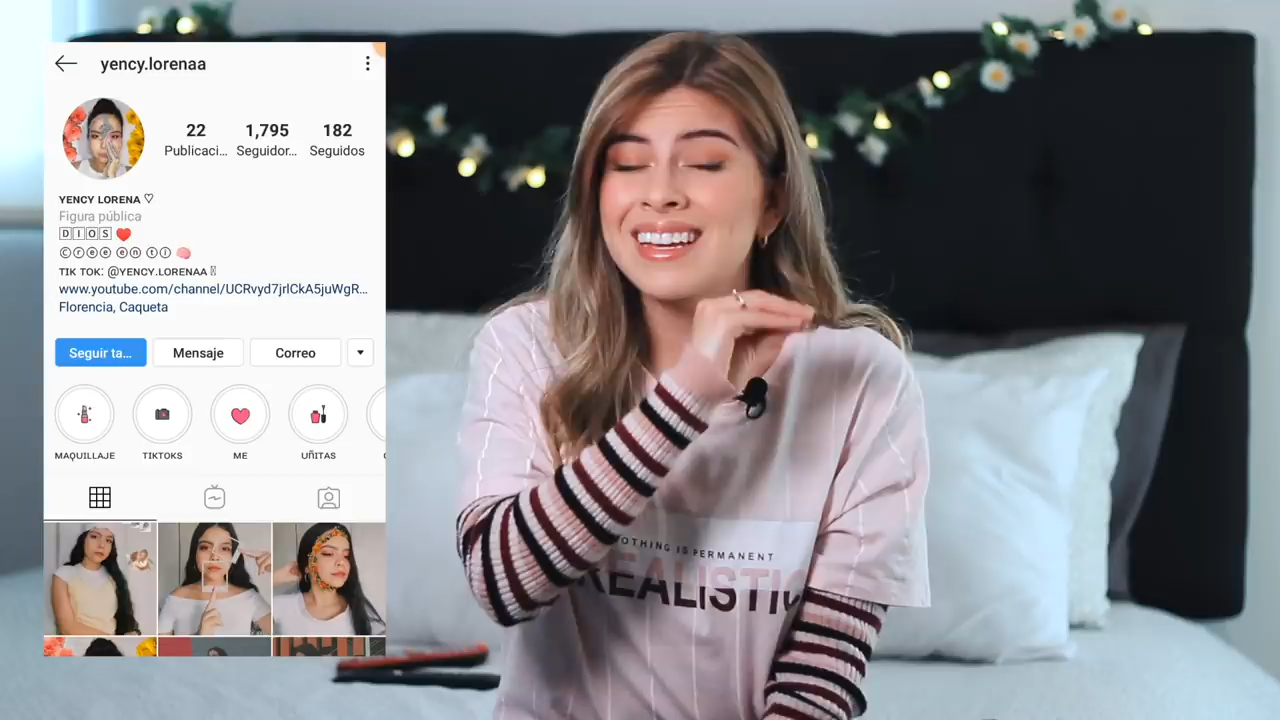 yency.lorenaa
22
1,795
182
Publicaci...
Seguidor...
Seguidos
YENCY LORENA ♡
Figura pública
🄳🄸🄾🅂 ❤️
Ⓒⓡⓔⓔ ⓔⓝ ⓣⓘ 🧠
TIK TOK: @YENCY.LORENAA
www.youtube.com/channel/UCRvyd7jrlCkA5juWgR...
Florencia, Caqueta
Seguir ta...
Mensaje
Correo
MAQUILLAJE
TIKTOKS
ME
UÑITAS
NOTHING IS PERMANENT
REALISTIC